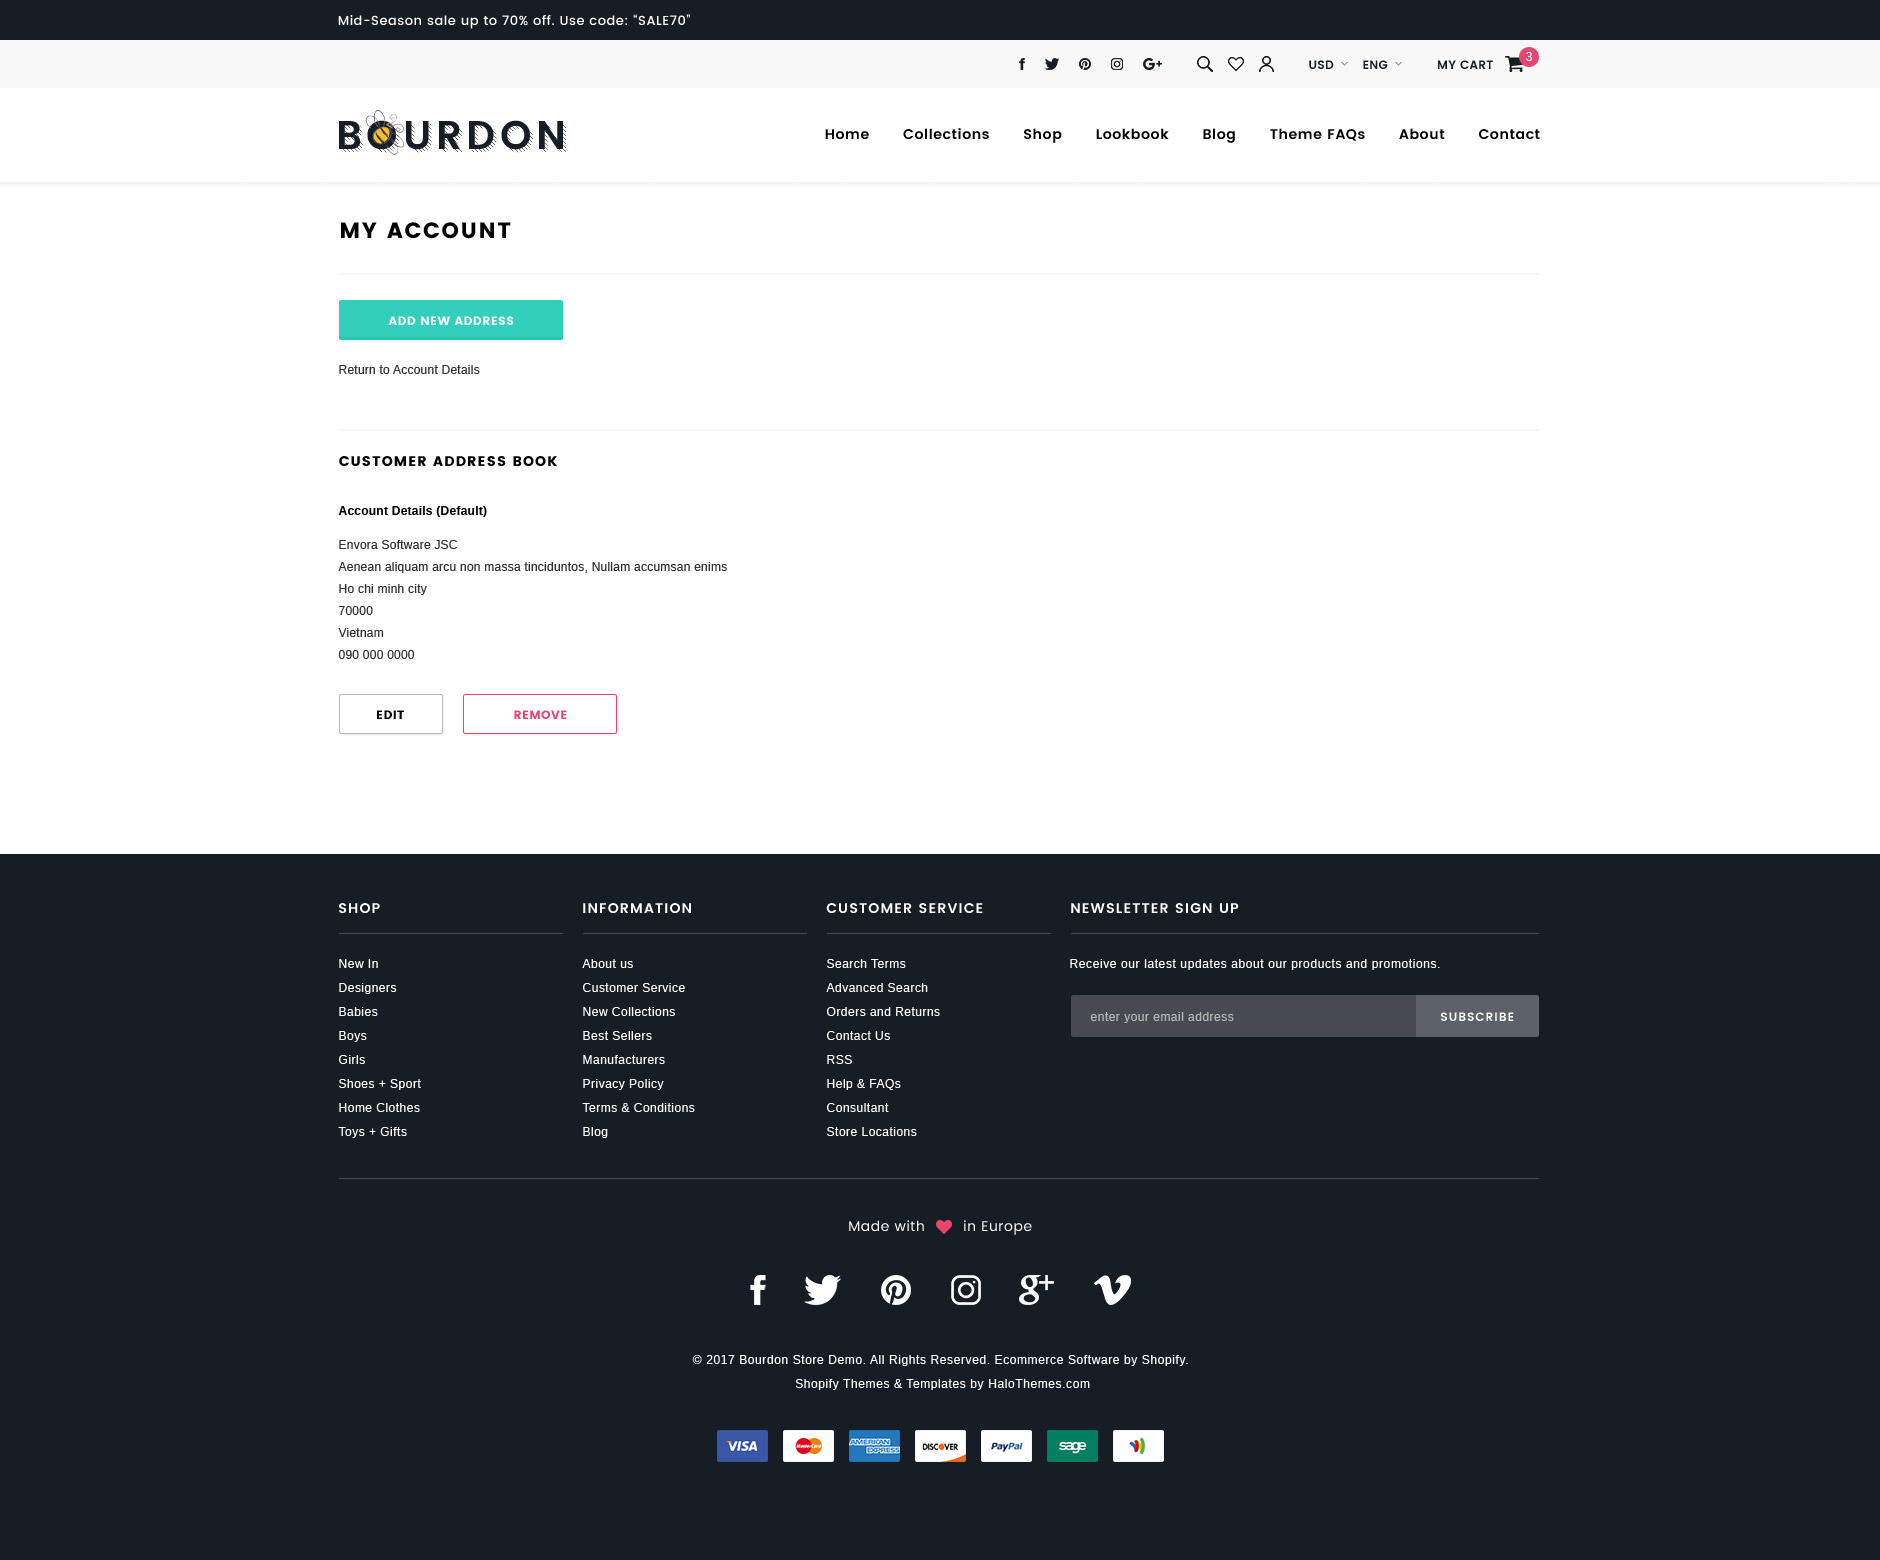 Mid-Season sale up to 70% off. Use code: "SALE70"
USD ENG MY CART 3
BOURDON
Home Collections Shop Lookbook Blog Theme FAQs About Contact
MY ACCOUNT
ADD NEW ADDRESS
Return to Account Details
CUSTOMER ADDRESS BOOK
Account Details (Default)
Envora Software JSC
Aenean aliquam arcu non massa tinciduntos, Nullam accumsan enims
Ho chi minh city
70000
Vietnam
090 000 0000
EDIT REMOVE
SHOP
New In
Designers
Babies
Boys
Girls
Shoes + Sport
Home Clothes
Toys + Gifts
INFORMATION
About us
Customer Service
New Collections
Best Sellers
Manufacturers
Privacy Policy
Terms & Conditions
Blog
CUSTOMER SERVICE
Search Terms
Advanced Search
Orders and Returns
Contact Us
RSS
Help & FAQs
Consultant
Store Locations
NEWSLETTER SIGN UP
Receive our latest updates about our products and promotions.
enter your email address SUBSCRIBE
Made with in Europe
© 2017 Bourdon Store Demo. All Rights Reserved. Ecommerce Software by Shopify.
Shopify Themes & Templates by HaloThemes.com
VISA MasterCard AMERICAN EXPRESS DISCOVER PayPal sage